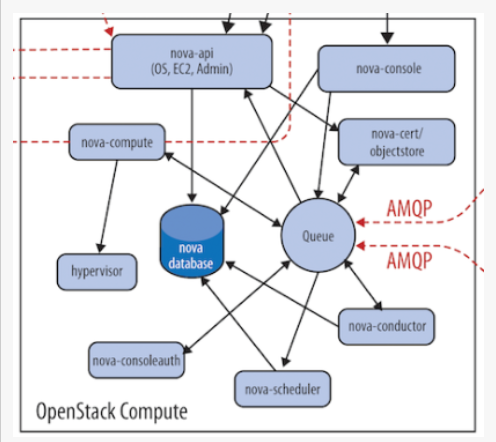 nova-api
(OS, EC2, Admin)
nova-console
nova-cert/
objectstore
nova-compute
AMQP
Queue
nova
database
AMQP
hypervisor
nova-conductor
nova-consoleauth
nova-scheduler
OpenStack Compute